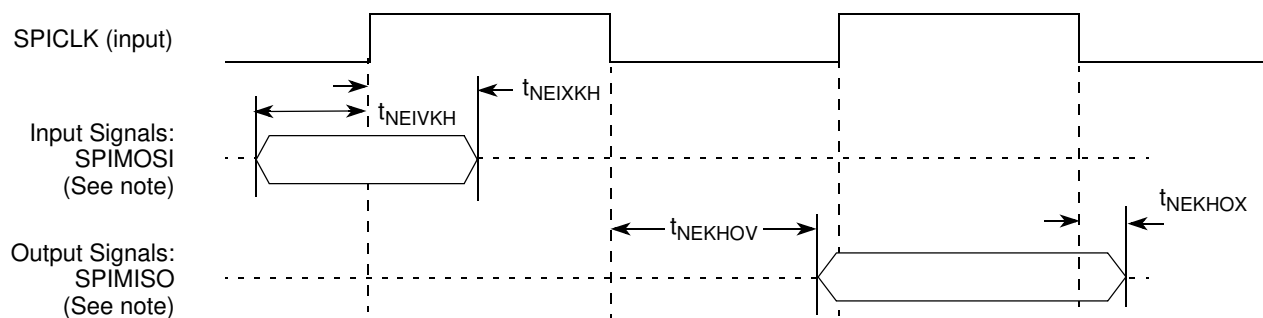 SPICLK (input)
tNEIXKH
tNEIVKH
Input Signals:
SPIMOSI
(See note)
tNEKHOX
tNEKHOV
Output Signals:
SPIMISO
(See note)